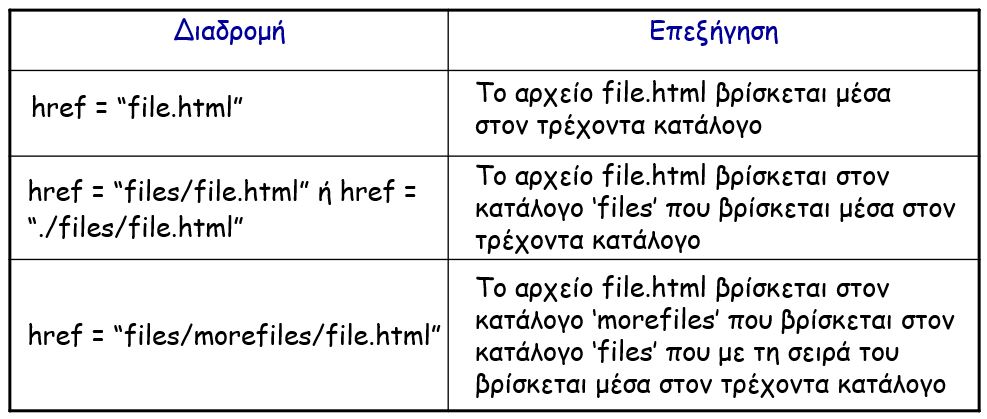 Διαδρομή
Επεξήγηση
href = “file.html”
Το αρχείο file.html βρίσκεται μέσα
στον τρέχοντα κατάλογο
href = “files/file.html” ή href =
“./files/file.html”
Το αρχείο file.html βρίσκεται στον
κατάλογο ‘files’ που βρίσκεται μέσα στον
τρέχοντα κατάλογο
href = “files/morefiles/file.html”
Το αρχείο file.html βρίσκεται στον
κατάλογο ‘morefiles’ που βρίσκεται στον
κατάλογο ‘files’ που με τη σειρά του
βρίσκεται μέσα στον τρέχοντα κατάλογο